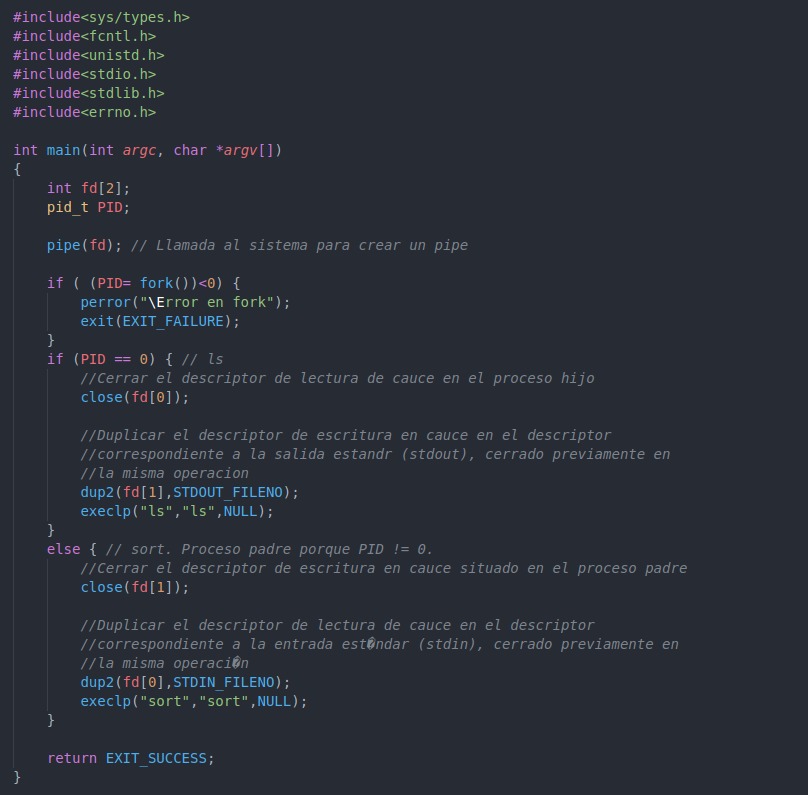 #include<sys/types.h>
#include<fcntl.h>
#include<unistd.h>
#include<stdio.h>
#include<stdlib.h>
#include<errno.h>

int main(int argc, char *argv[])
{
    int fd[2];
    pid_t PID;

    pipe(fd); // Llamada al sistema para crear un pipe

    if ( (PID= fork())<0) {
        perror("\Error en fork");
        exit(EXIT_FAILURE);
    }
    if (PID == 0) { // ls
        //Cerrar el descriptor de lectura de cauce en el proceso hijo
        close(fd[0]);

        //Duplicar el descriptor de escritura en cauce en el descriptor
        //correspondiente a la salida estandr (stdout), cerrado previamente en
        //la misma operacion
        dup2(fd[1],STDOUT_FILENO);
        execlp("ls","ls",NULL);
    }
    else { // sort. Proceso padre porque PID != 0.
        //Cerrar el descriptor de escritura en cauce situado en el proceso padre
        close(fd[1]);

        //Duplicar el descriptor de lectura de cauce en el descriptor
        //correspondiente a la entrada est�ndar (stdin), cerrado previamente en
        //la misma operaci�n
        dup2(fd[0],STDIN_FILENO);
        execlp("sort","sort",NULL);
    }

    return EXIT_SUCCESS;
}